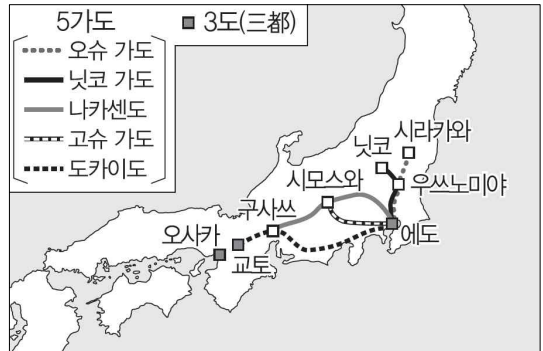 5가도
오슈 가도
닛코 가도
나카센도
고슈 가도
도카이도
3도(三都)
시라카와
닛코
우쓰노미야
시모스와
구사쓰
에도
오사카
교토